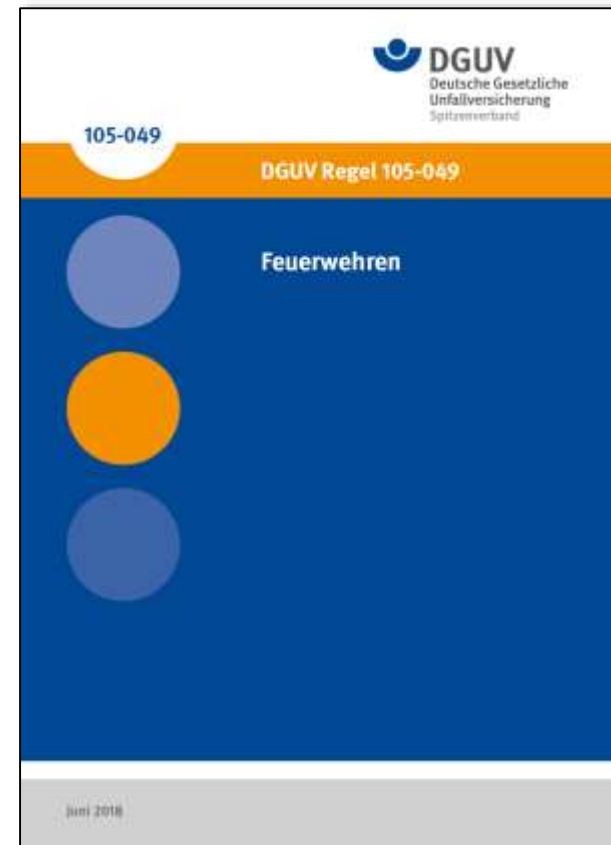 DGUV
Deutsche Gesetzliche
Unfallversicherung
Spitzenverband
105-049
DGUV Regel 105-049
Feuerwehren
Juni 2018